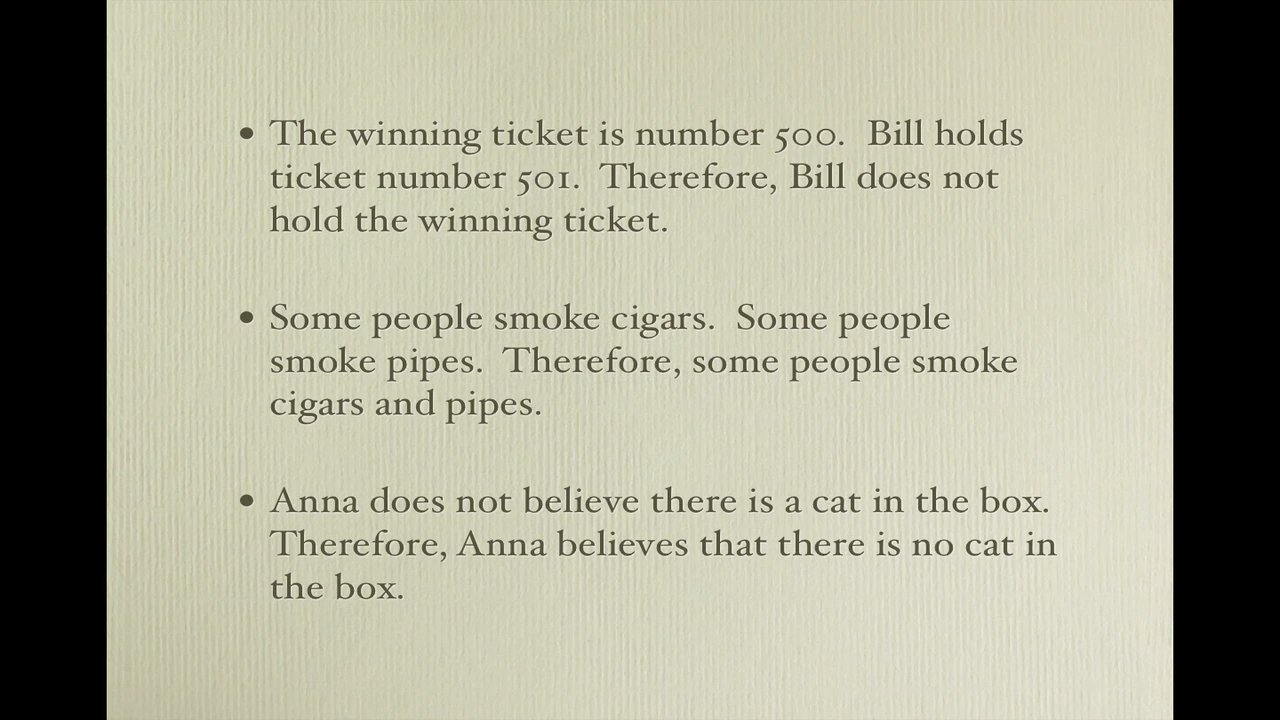 • The winning ticket is number 500.  Bill holds
ticket number 501.  Therefore, Bill does not
hold the winning ticket.
• Some people smoke cigars.  Some people
smoke pipes.  Therefore, some people smoke
cigars and pipes.
• Anna does not believe there is a cat in the box.
Therefore, Anna believes that there is no cat in
the box.